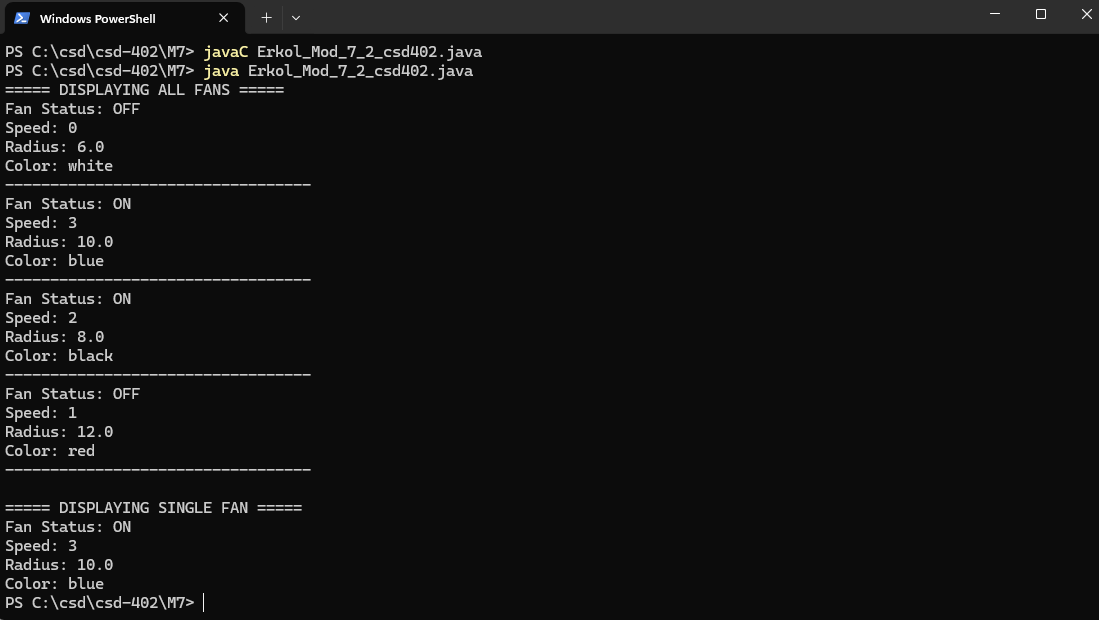 Windows PowerShell
PS C:\csd\csd-402\M7> javaC Erkol_Mod_7_2_csd402.java
PS C:\csd\csd-402\M7> java Erkol_Mod_7_2_csd402.java
===== DISPLAYING ALL FANS =====
Fan Status: OFF
Speed: 0
Radius: 6.0
Color: white
----------------------------------
Fan Status: ON
Speed: 3
Radius: 10.0
Color: blue
----------------------------------
Fan Status: ON
Speed: 2
Radius: 8.0
Color: black
----------------------------------
Fan Status: OFF
Speed: 1
Radius: 12.0
Color: red
----------------------------------
===== DISPLAYING SINGLE FAN =====
Fan Status: ON
Speed: 3
Radius: 10.0
Color: blue
PS C:\csd\csd-402\M7>